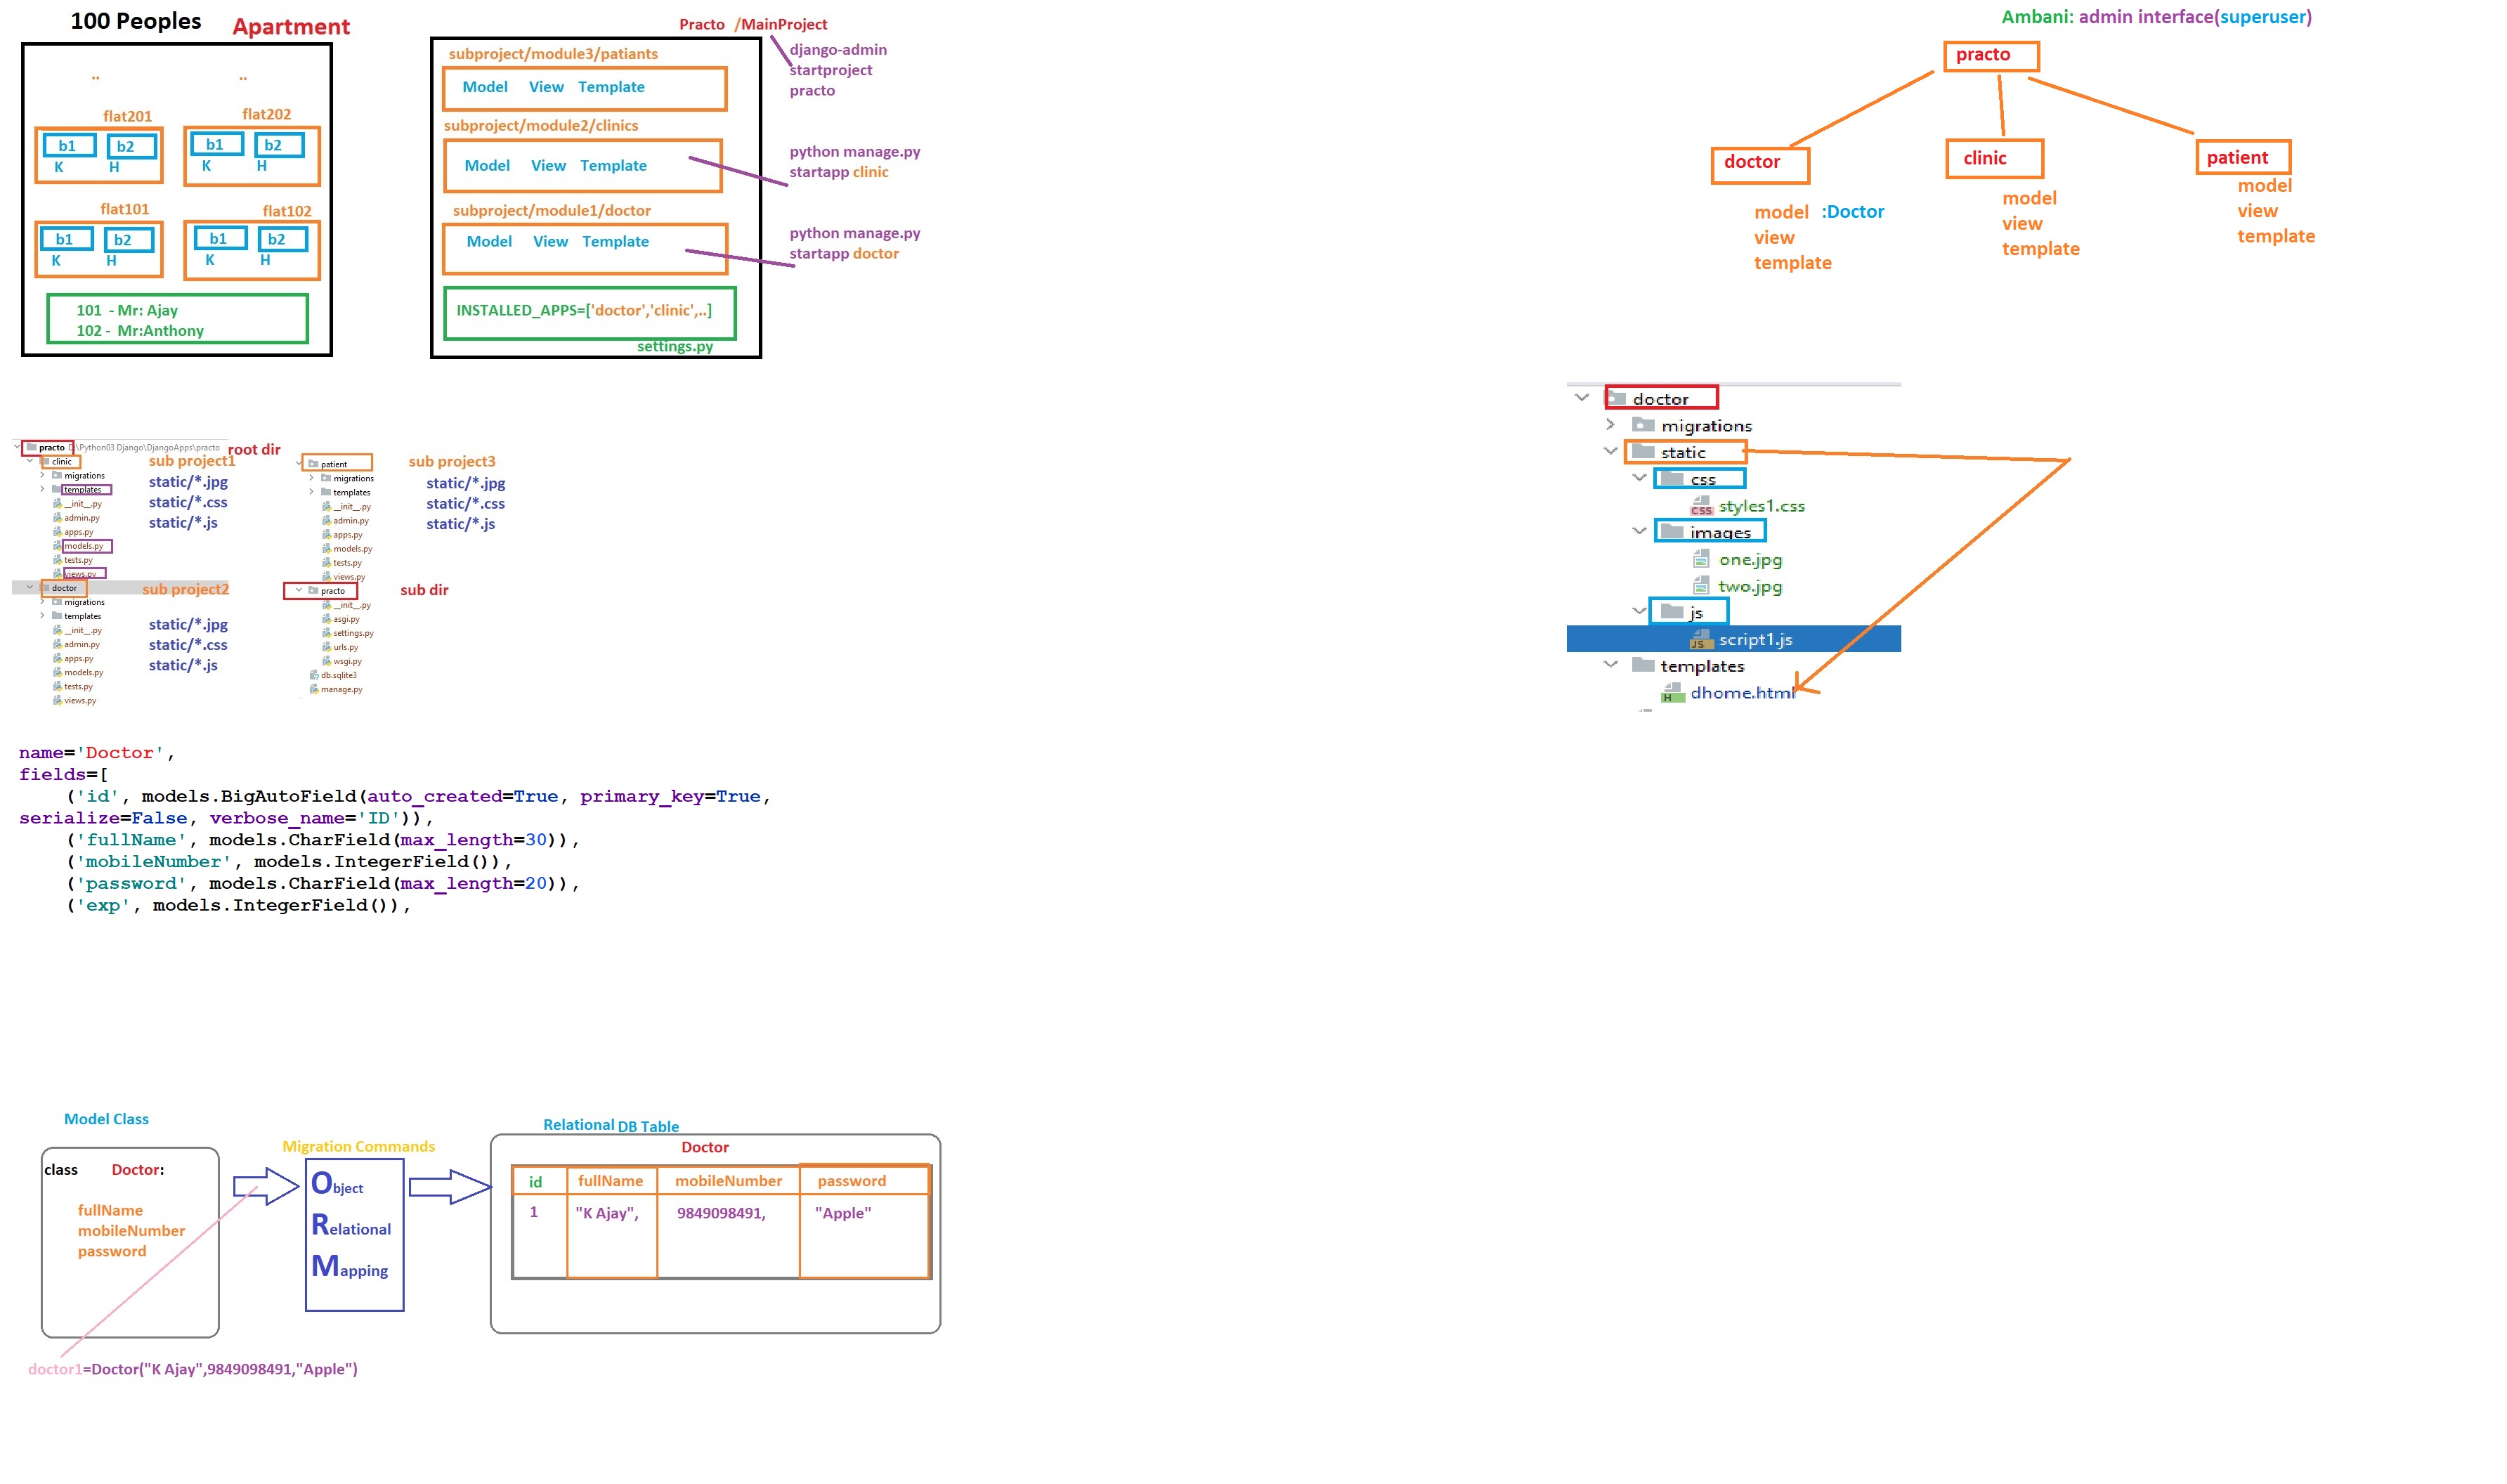 100 Peoples
Apartment
..
..
flat201
flat202
b1
b2
b1
b2
K
H
K
H
flat101
flat102
b1
b2
b1
b2
K
H
K
H
101 - Mr: Ajay
102 - Mr:Anthony
Practo /MainProject
django-admin
startproject
practo
subproject/module3/patiants
Model View Template
subproject/module2/clinics
Model View Template
python manage.py
startapp clinic
subproject/module1/doctor
Model View Template
python manage.py
startapp doctor
INSTALLED_APPS=['doctor','clinic',..]
settings.py
Ambani: admin interface(superuser)
practo
doctor
clinic
patient
model :Doctor
view
template
model
view
template
model
view
template
practo D:\Python03 Django\DjangoApps\practo
root dir
clinic
migrations
templates
__init__.py
admin.py
apps.py
models.py
tests.py
views.py
sub project1
static/*.jpg
static/*.css
static/*.js
doctor
migrations
templates
__init__.py
admin.py
apps.py
models.py
tests.py
views.py
sub project2
static/*.jpg
static/*.css
static/*.js
patient
migrations
templates
__init__.py
admin.py
apps.py
models.py
tests.py
views.py
sub project3
static/*.jpg
static/*.css
static/*.js
practo
sub dir
__init__.py
asgi.py
settings.py
urls.py
wsgi.py
db.sqlite3
manage.py
doctor
migrations
static
css
styles1.css
images
one.jpg
two.jpg
js
script1.js
templates
dhome.html
name='Doctor',
fields=[
('id', models.BigAutoField(auto_created=True, primary_key=True,
serialize=False, verbose_name='ID')),
('fullName', models.CharField(max_length=30)),
('mobileNumber', models.IntegerField()),
('password', models.CharField(max_length=20)),
('exp', models.IntegerField()),
Model Class
class Doctor:
fullName
mobileNumber
password
Migration Commands
Object
Relational
Mapping
Relational DB Table
Doctor
id fullName mobileNumber password
1 "K Ajay", 9849098491, "Apple"
doctor1=Doctor("K Ajay",9849098491,"Apple")